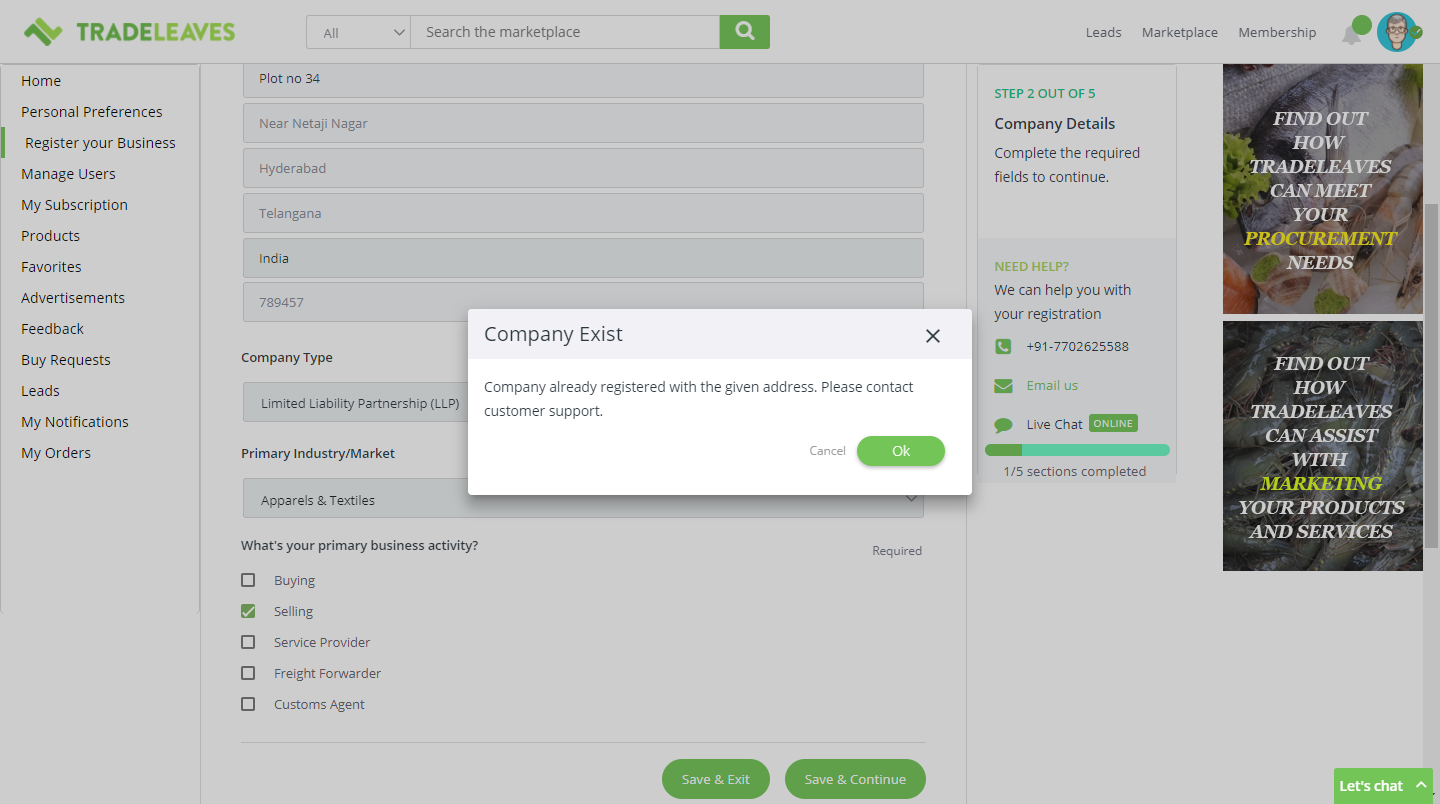 TRADELEAVES
All
Search the marketplace
Leads
Marketplace
Membership
Home
Personal Preferences
Register your Business
Manage Users
My Subscription
Products
Favorites
Advertisements
Feedback
Buy Requests
Leads
My Notifications
My Orders
Plot no 34
Near Netaji Nagar
Hyderabad
Telangana
India
789457
Company Type
Limited Liability Partnership (LLP)
Primary Industry/Market
Apparels & Textiles
What's your primary business activity?
Required
Buying
Selling
Service Provider
Freight Forwarder
Customs Agent
Save & Exit
Save & Continue
Company Exist
Company already registered with the given address. Please contact
customer support.
Cancel
Ok
STEP 2 OUT OF 5
Company Details
Complete the required
fields to continue.
NEED HELP?
We can help you with
your registration
+91-7702625588
Email us
Live Chat ONLINE
1/5 sections completed
FIND OUT
HOW
TRADELEAVES
CAN MEET
YOUR
PROCUREMENT
NEEDS
FIND OUT
HOW
TRADELEAVES
CAN ASSIST
WITH
MARKETING
YOUR PRODUCTS
AND SERVICES
Let's chat